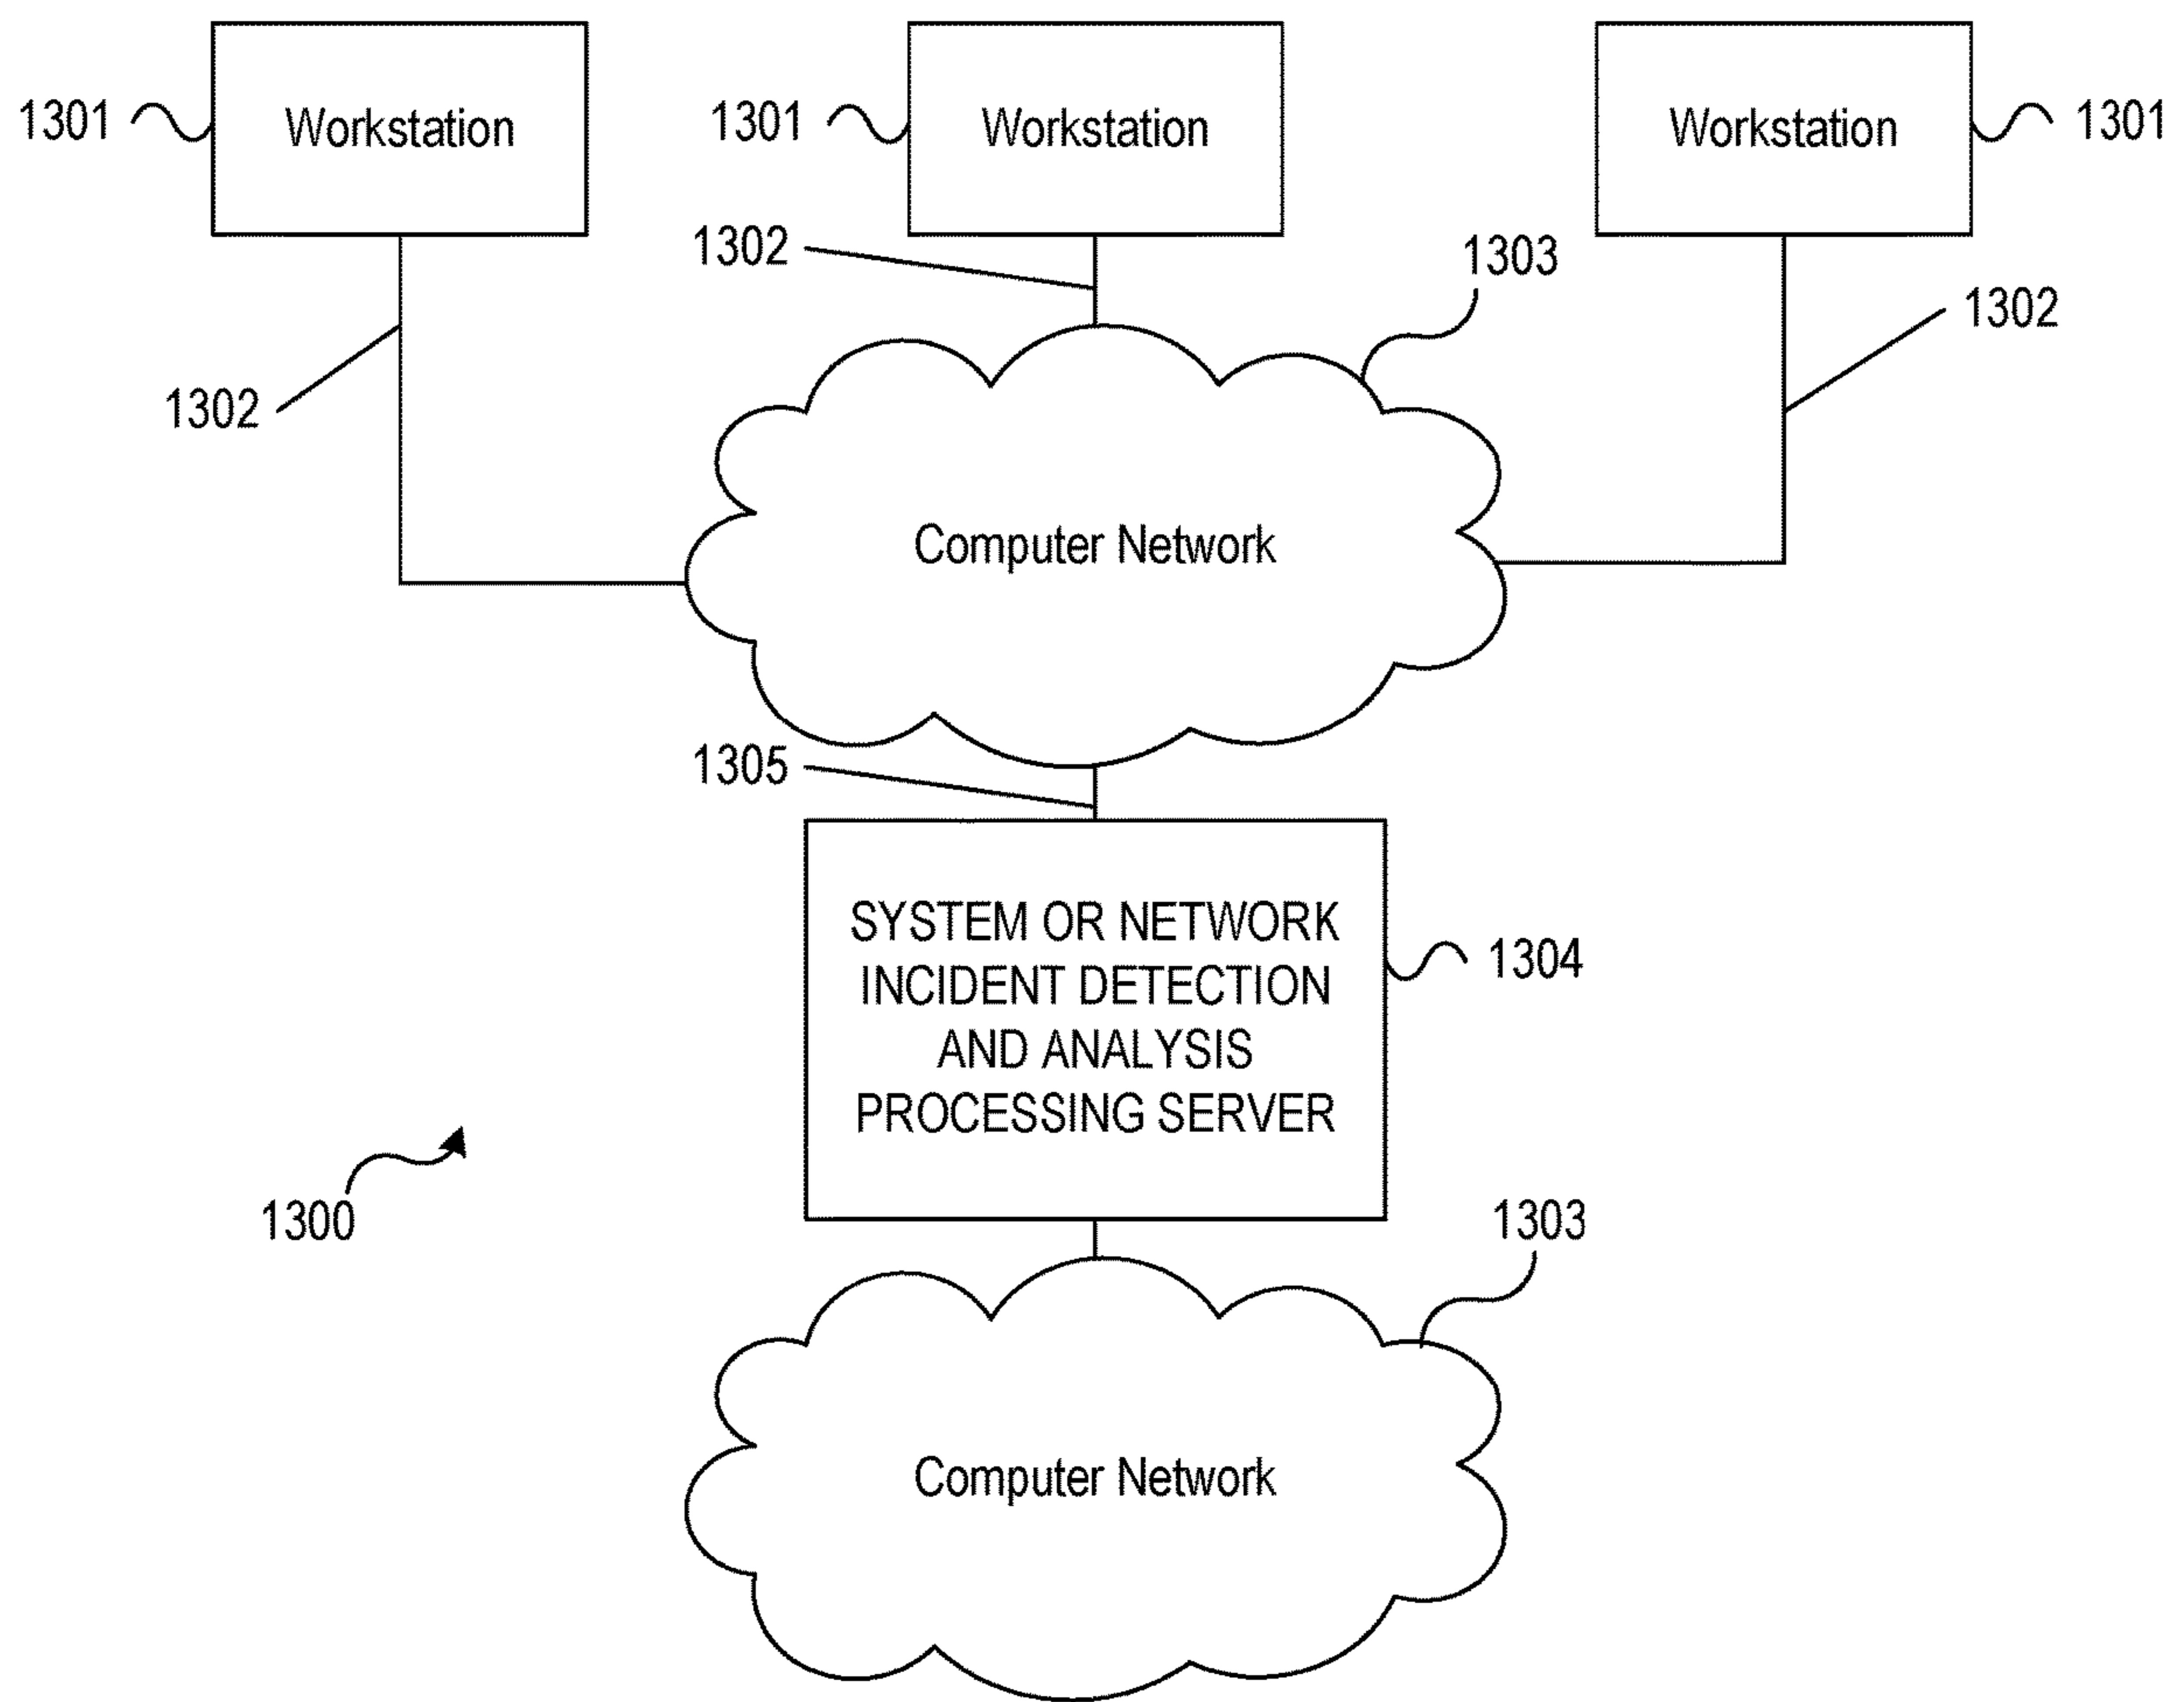 1301
Workstation
1301
Workstation
Workstation
1301
1302
1303
1302
1302
Computer Network
1305
SYSTEM OR NETWORK
INCIDENT DETECTION
AND ANALYSIS
PROCESSING SERVER
1304
1300
1303
Computer Network